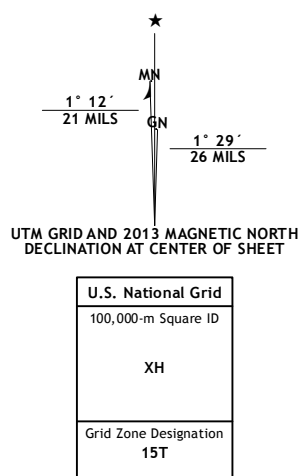 ★
MN
1° 12´
21 MILS
GN
1° 29´
26 MILS
UTM GRID AND 2013 MAGNETIC NORTH
DECLINATION AT CENTER OF SHEET
U.S. National Grid
100,000-m Square ID
XH
Grid Zone Designation
15T